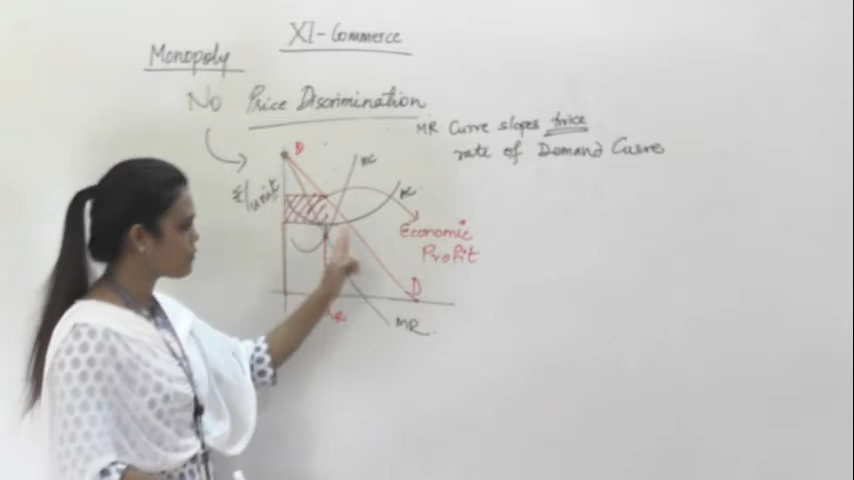 XI-Commerce
Monopoly
No Price Discrimination
MR Curve slopes twice
rate of Demand Curve
D
MC
AC
₹/unit
Economic
Profit
D
MR